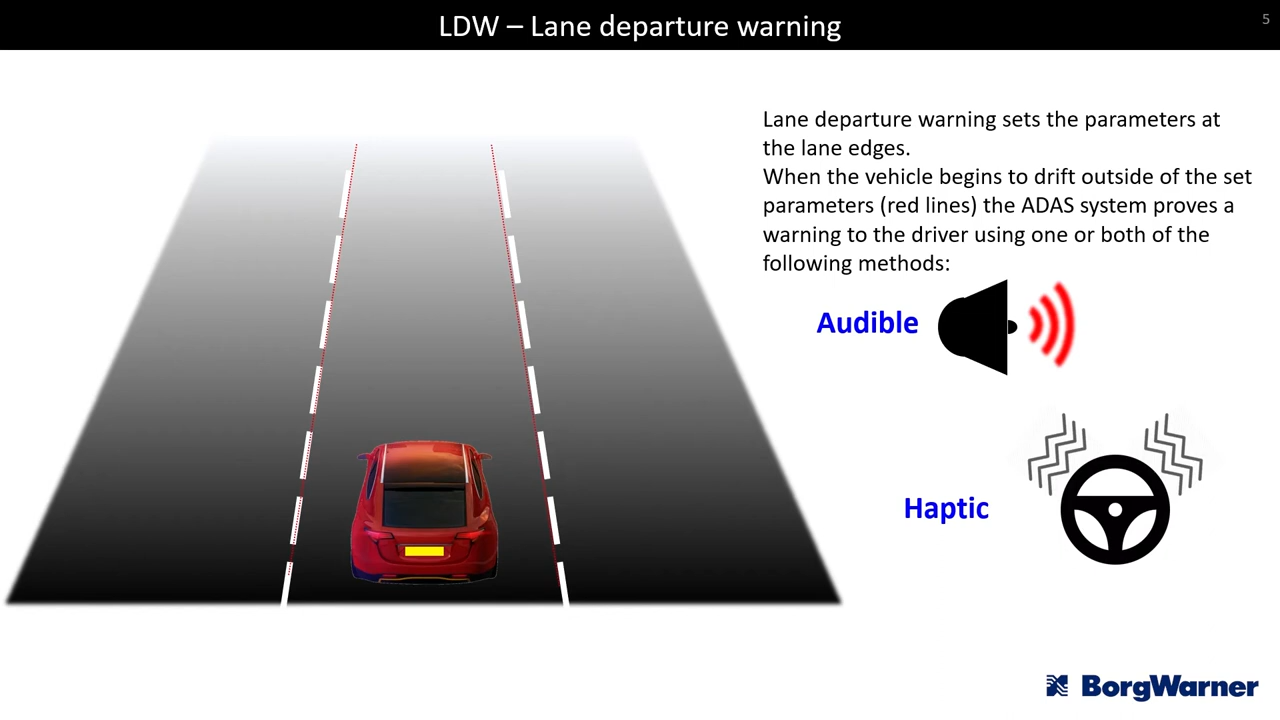 LDW – Lane departure warning
5
Lane departure warning sets the parameters at
the lane edges.
When the vehicle begins to drift outside of the set
parameters (red lines) the ADAS system proves a
warning to the driver using one or both of the
following methods:
Audible
Haptic
BorgWarner